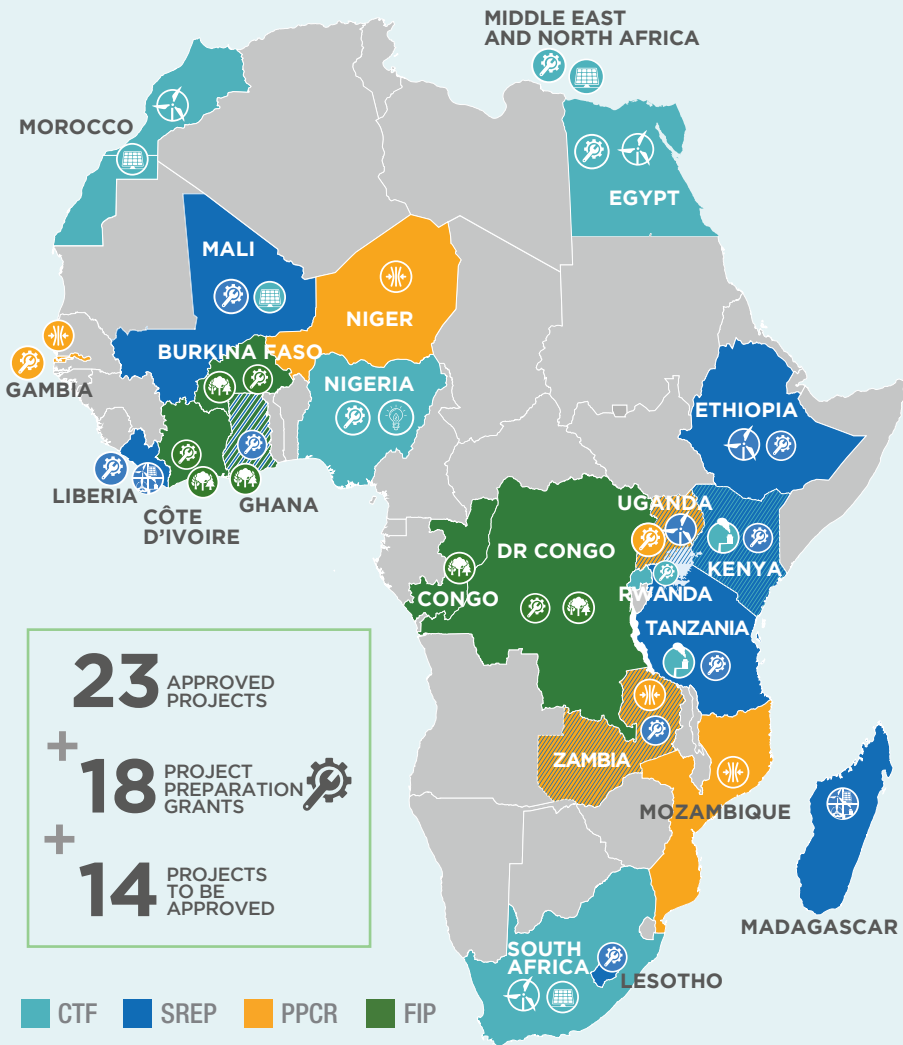 MIDDLE EAST
AND NORTH AFRICA
MOROCCO
EGYPT
MALI
NIGER
BURKINA FASO
GAMBIA
NIGERIA
ETHIOPIA
LIBERIA
GHANA
CÔTE
D'IVOIRE
UGANDA
DR CONGO
KENYA
CONGO
RWANDA
TANZANIA
23 APPROVED
PROJECTS
+
18 PROJECT
PREPARATION
GRANTS
+
14 PROJECTS
TO BE
APPROVED
ZAMBIA
MOZAMBIQUE
MADAGASCAR
SOUTH
AFRICA
LESOTHO
CTF SREP PPCR FIP